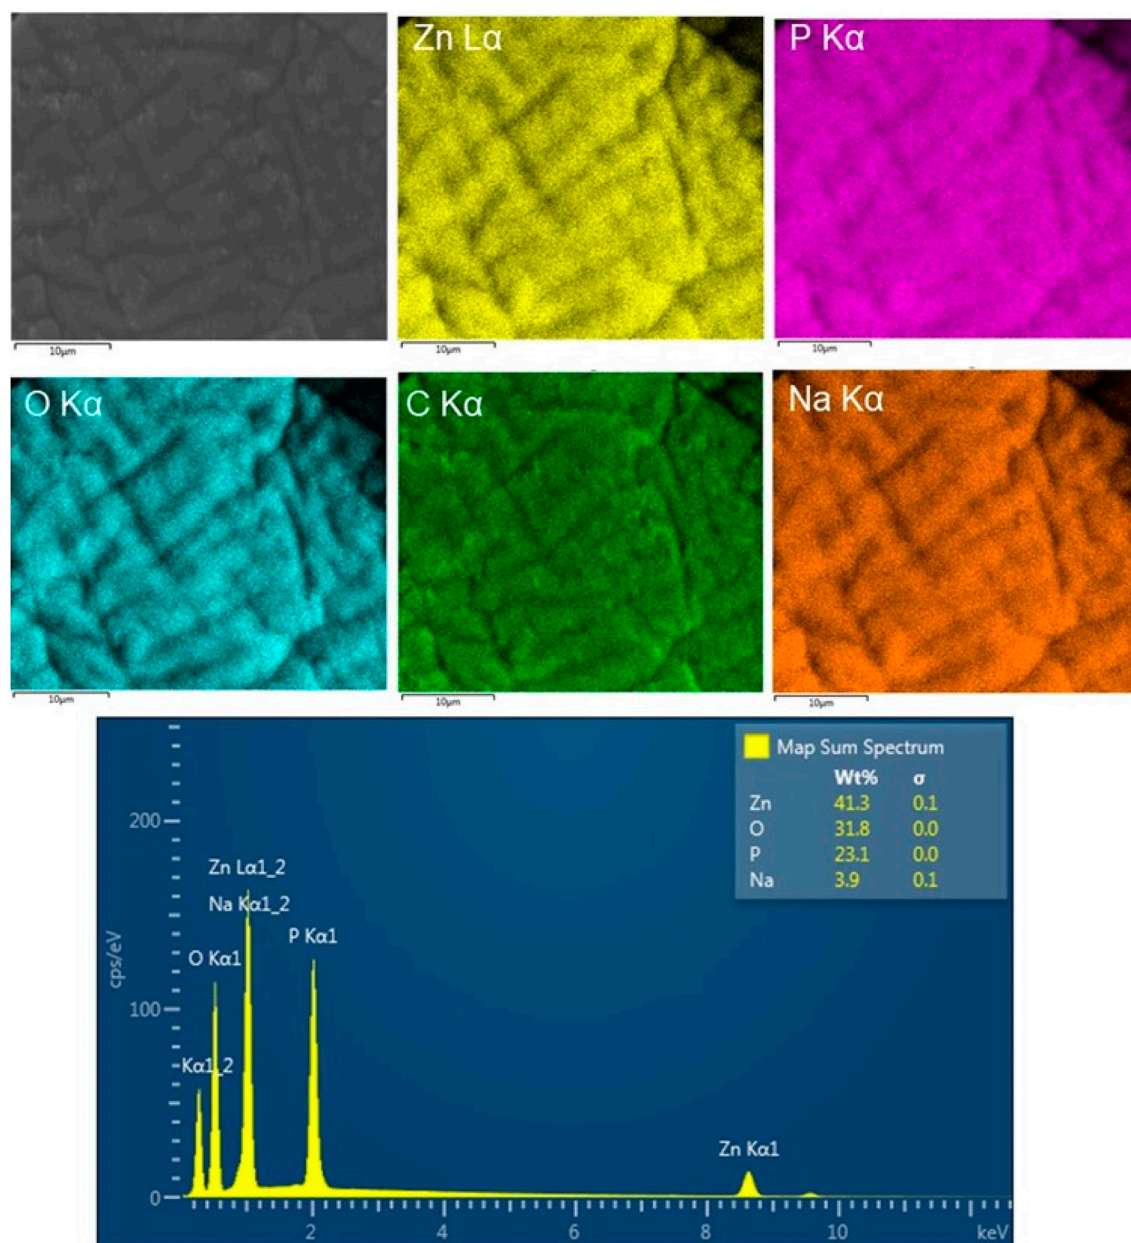 Zn Lα
P Kα
10μm
10μm
10μm
O Kα
C Kα
Na Kα
10μm
10μm
10μm
Map Sum Spectrum
Wt% σ
Zn 41.3 0.1
O 31.8 0.0
P 23.1 0.0
Na 3.9 0.1
200
Zn Lα1_2
Na Kα1_2
P Kα1
O Kα1
cps/eV
100
Kα1_2
Zn Kα1
0
2 4 6 8 10 keV